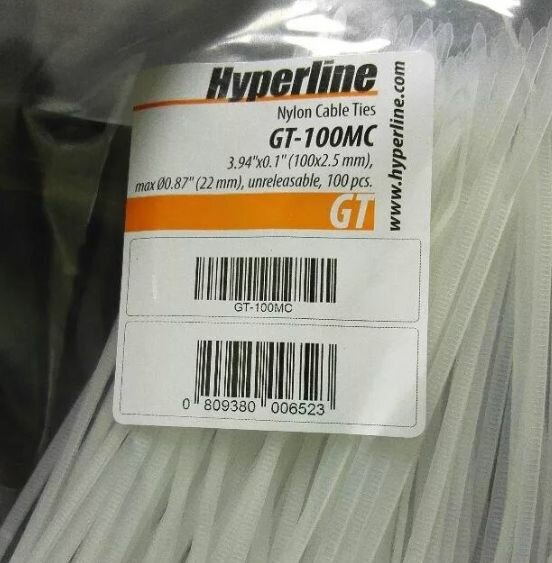 Hyperline
Nylon Cable Ties
GT-100MC
3.94"x0.1" (100x2.5 mm),
max Ø0.87" (22 mm), unreleasable, 100 pcs.
GT
www.hyperline.com
GT-100MC
0 809380 006523